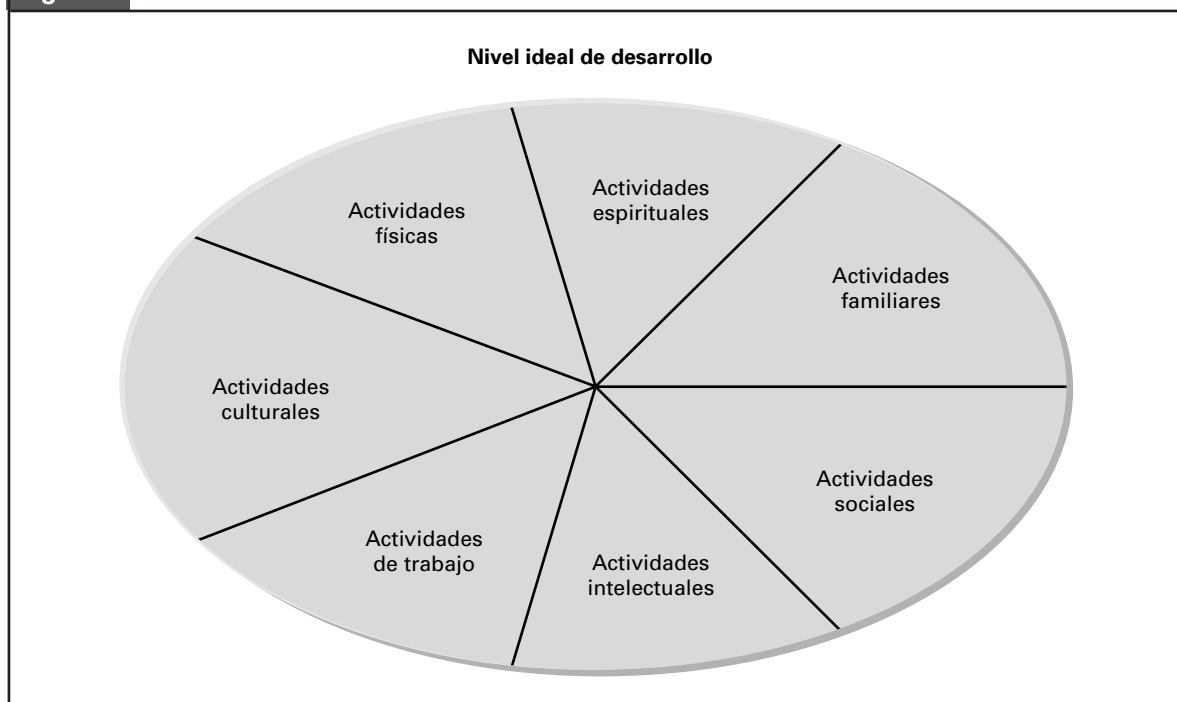 Nivel ideal de desarrollo
Actividades
espirituales
Actividades
físicas
Actividades
familiares
Actividades
culturales
Actividades
sociales
Actividades
de trabajo
Actividades
intelectuales